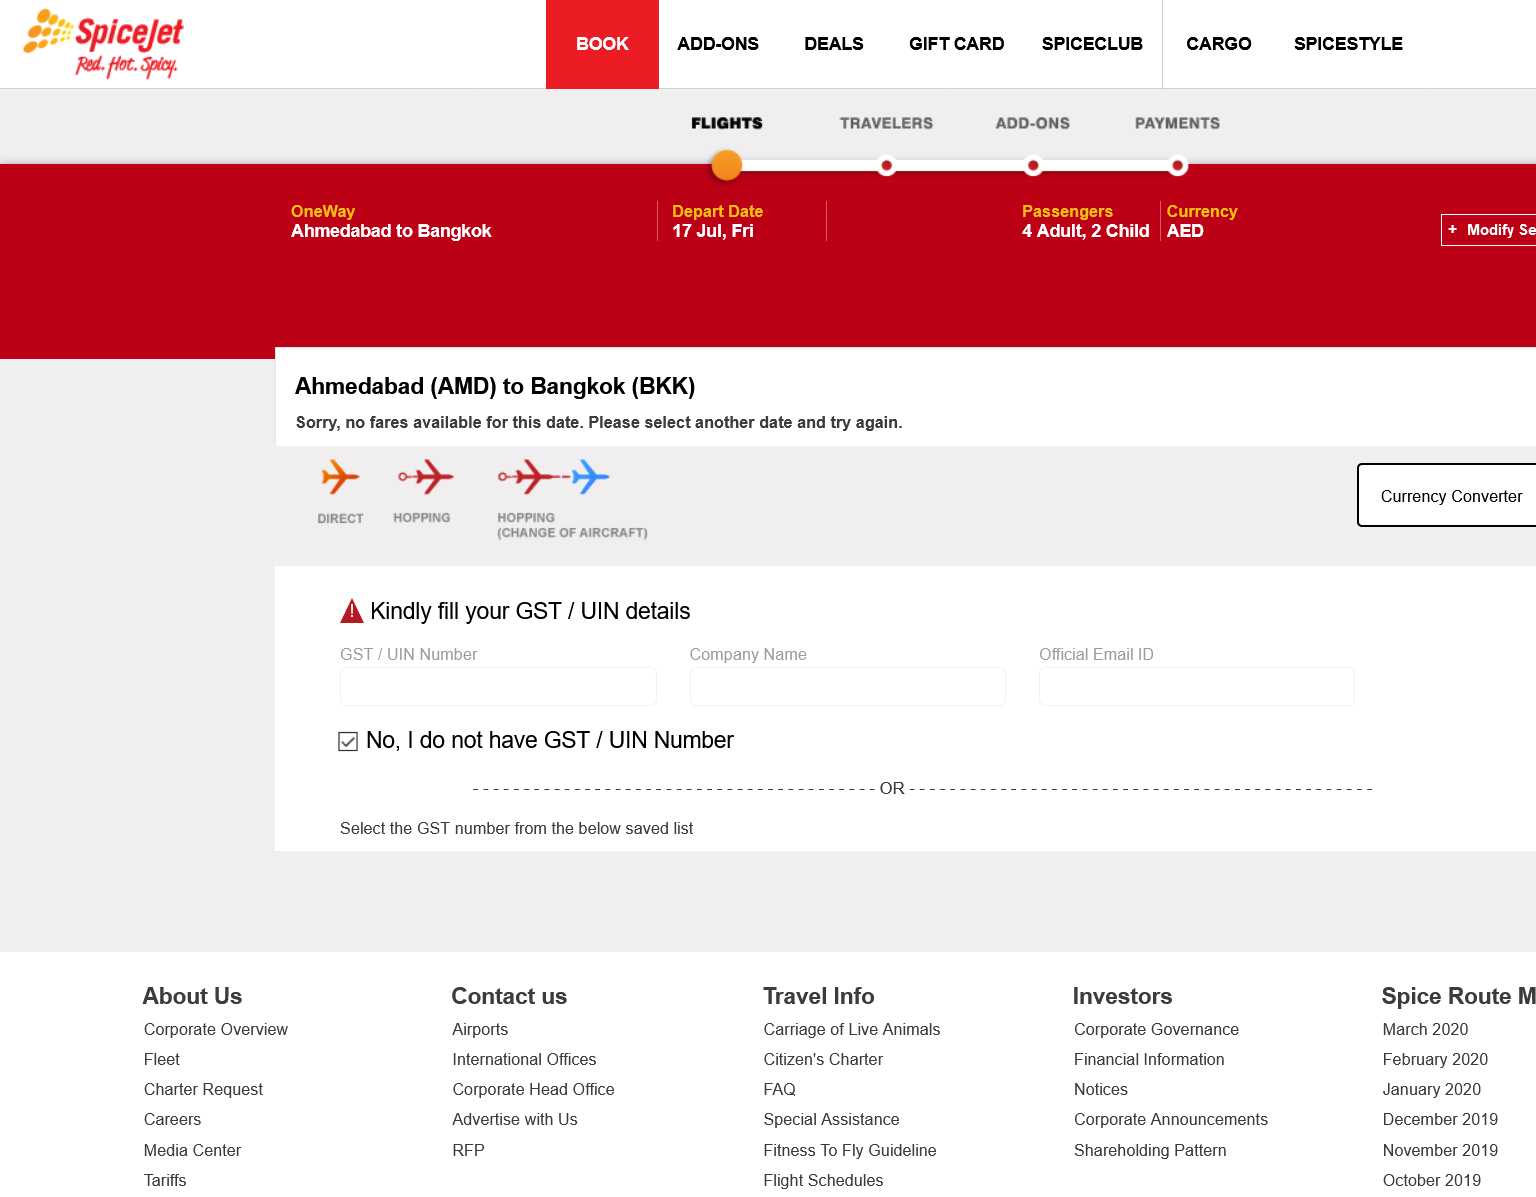 SpiceJet
Red. Hot. Spicy.
BOOK
ADD-ONS
DEALS
GIFT CARD
SPICECLUB
CARGO
SPICESTYLE
FLIGHTS
TRAVELERS
ADD-ONS
PAYMENTS
OneWay
Ahmedabad to Bangkok
Depart Date
17 Jul, Fri
Passengers
4 Adult, 2 Child
Currency
AED
+ Modify Se
Ahmedabad (AMD) to Bangkok (BKK)
Sorry, no fares available for this date. Please select another date and try again.
DIRECT
HOPPING
HOPPING
(CHANGE OF AIRCRAFT)
Currency Converter
Kindly fill your GST / UIN details
GST / UIN Number
Company Name
Official Email ID
No, I do not have GST / UIN Number
- - - - - - - - - - - - - - - - - - - - - - - - - - - - - - - - - - - - - - - - OR - - - - - - - - - - - - - - - - - - - - - - - - - - - - - - - - - - - - - - - - - - - - - -
Select the GST number from the below saved list
About Us
Corporate Overview
Fleet
Charter Request
Careers
Media Center
Tariffs
Contact us
Airports
International Offices
Corporate Head Office
Advertise with Us
RFP
Travel Info
Carriage of Live Animals
Citizen's Charter
FAQ
Special Assistance
Fitness To Fly Guideline
Flight Schedules
Investors
Corporate Governance
Financial Information
Notices
Corporate Announcements
Shareholding Pattern
Spice Route M
March 2020
February 2020
January 2020
December 2019
November 2019
October 2019